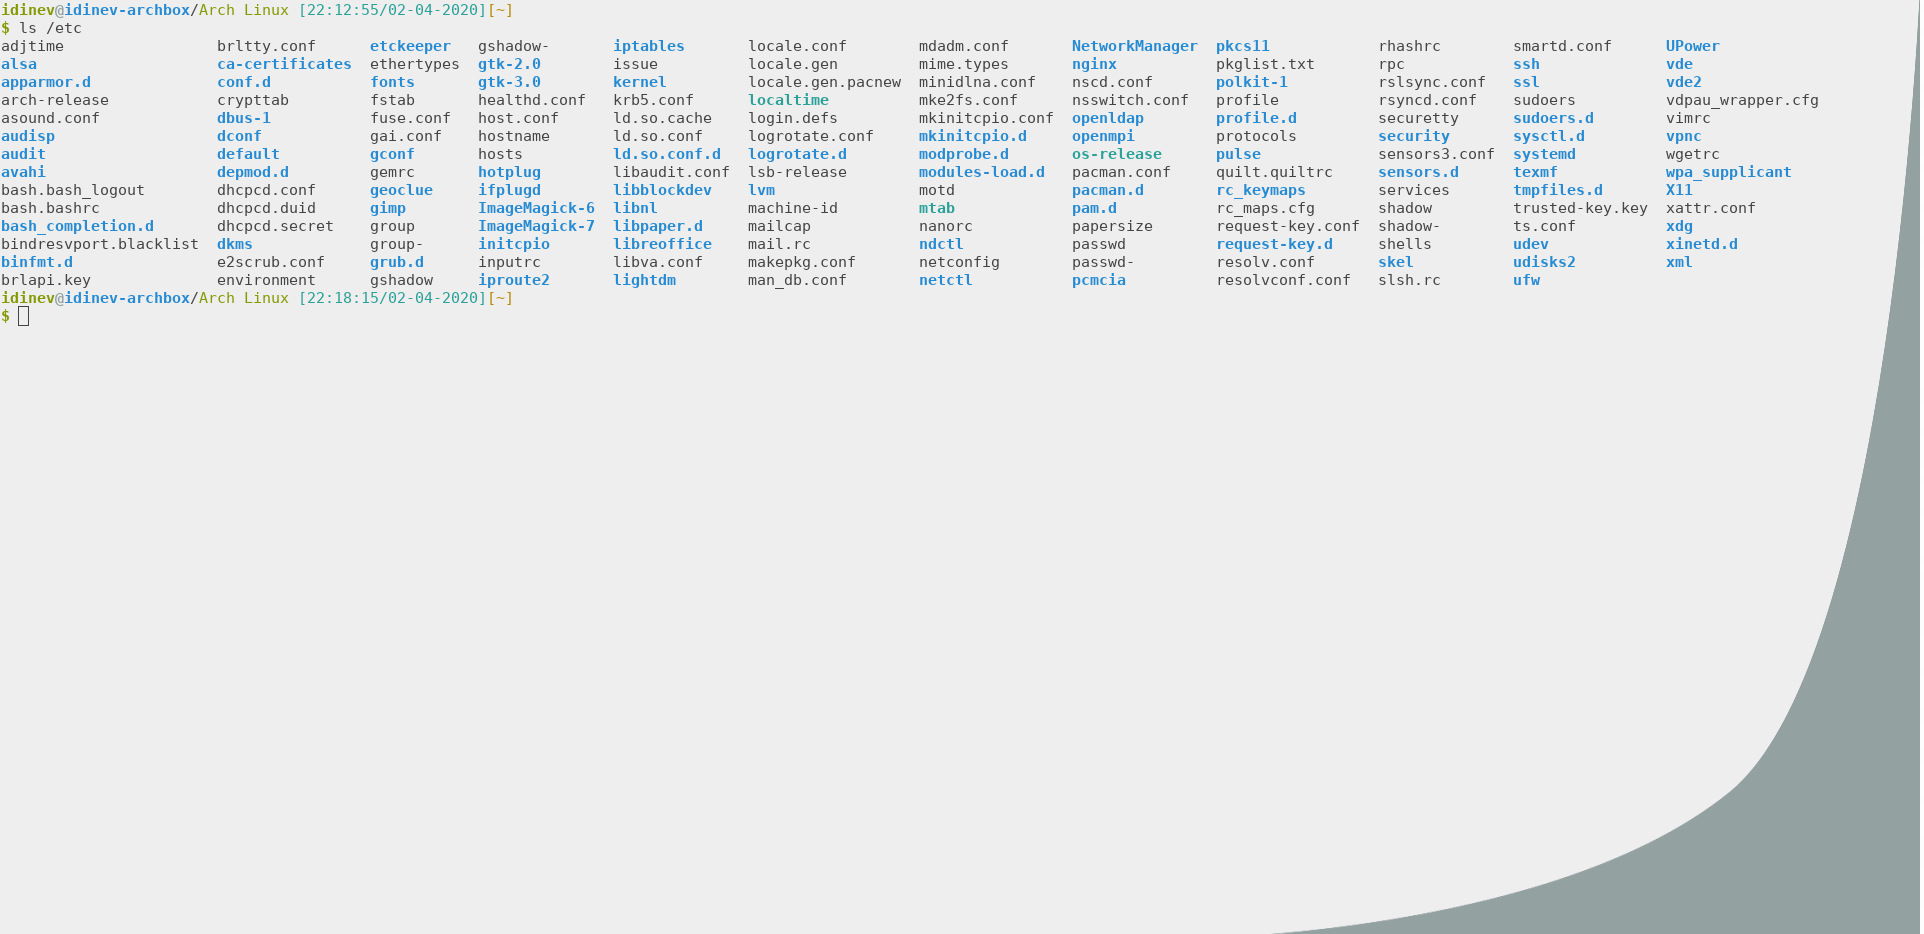 idinev@idinev-archbox/Arch Linux [22:12:55/02-04-2020][~]
$ ls /etc
adjtime                 brltty.conf      etckeeper   gshadow-       iptables       locale.conf        mdadm.conf       NetworkManager  pkcs11            rhashrc        smartd.conf      UPower
alsa                    ca-certificates  ethertypes  gtk-2.0        issue          locale.gen         mime.types       nginx           pkglist.txt       rpc            ssh              vde
apparmor.d              conf.d           fonts       gtk-3.0        kernel         locale.gen.pacnew  minidlna.conf    nscd.conf       polkit-1          rslsync.conf   ssl              vde2
arch-release            crypttab         fstab       healthd.conf   krb5.conf      localtime          mke2fs.conf      nsswitch.conf   profile           rsyncd.conf    sudoers          vdpau_wrapper.cfg
asound.conf             dbus-1           fuse.conf   host.conf      ld.so.cache    login.defs         mkinitcpio.conf  openldap        profile.d         securetty      sudoers.d        vimrc
audisp                  dconf            gai.conf    hostname       ld.so.conf     logrotate.conf     mkinitcpio.d     openmpi         protocols         security       sysctl.d         vpnc
audit                   default          gconf       hosts          ld.so.conf.d   logrotate.d        modprobe.d       os-release      pulse             sensors3.conf  systemd          wgetrc
avahi                   depmod.d         gemrc       hotplug        libaudit.conf  lsb-release        modules-load.d   pacman.conf     quilt.quiltrc     sensors.d      texmf            wpa_supplicant
bash.bash_logout        dhcpcd.conf      geoclue     ifplugd        libblockdev    lvm                motd             pacman.d        rc_keymaps        services       tmpfiles.d       X11
bash.bashrc             dhcpcd.duid      gimp        ImageMagick-6  libnl          machine-id         mtab             pam.d           rc_maps.cfg       shadow         trusted-key.key  xattr.conf
bash_completion.d       dhcpcd.secret    group       ImageMagick-7  libpaper.d     mailcap            nanorc           papersize       request-key.conf  shadow-        ts.conf          xdg
bindresvport.blacklist  dkms             group-      initcpio       libreoffice    mail.rc            ndctl            passwd          request-key.d     shells         udev             xinetd.d
binfmt.d                e2scrub.conf     grub.d      inputrc        libva.conf     makepkg.conf       netconfig        passwd-         resolv.conf       skel           udisks2          xml
brlapi.key              environment      gshadow     iproute2       lightdm        man_db.conf        netctl           pcmcia          resolvconf.conf   slsh.rc        ufw
idinev@idinev-archbox/Arch Linux [22:18:15/02-04-2020][~]
$